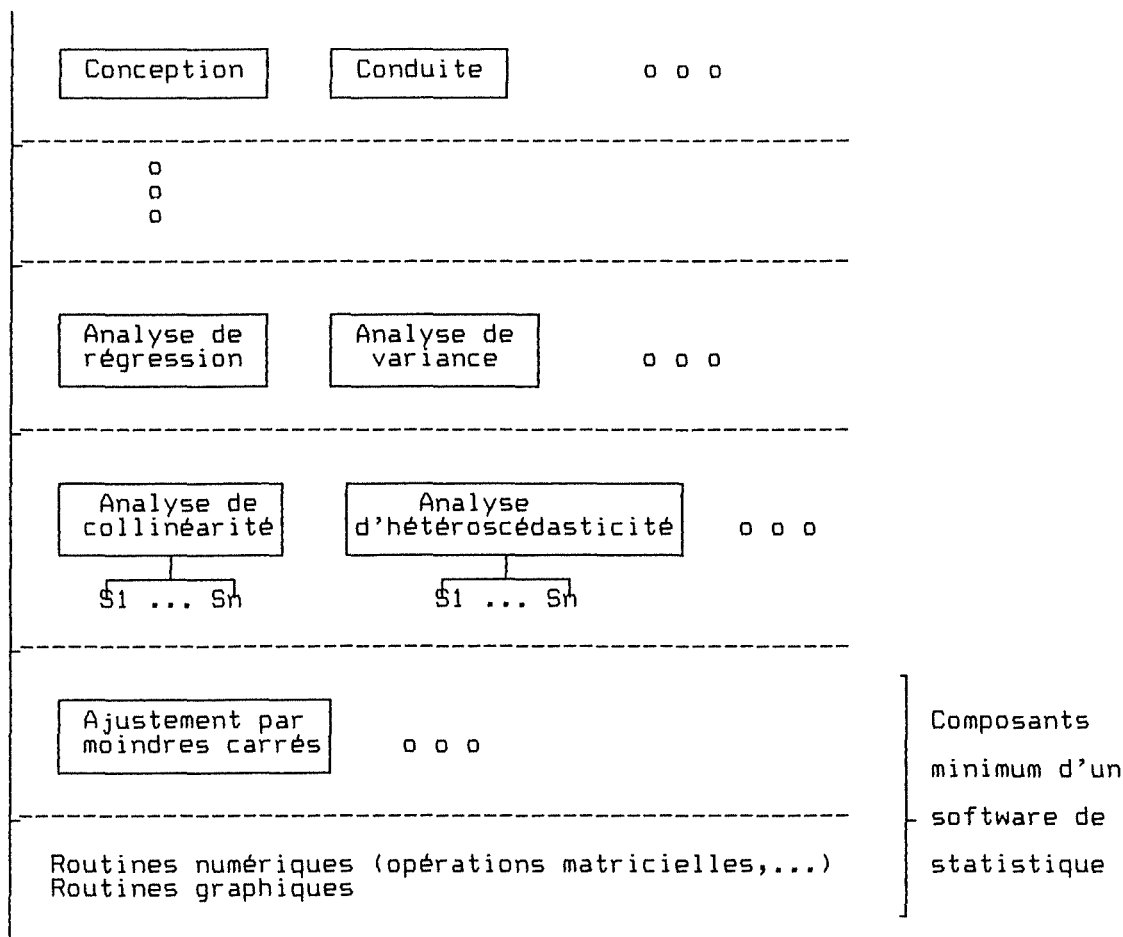 Conception Conduite o o o
o
o
o
Analyse de
régression
Analyse de
variance
o o o
Analyse de
collinéarité
Analyse
d'hétéroscédasticité
o o o
S1 ... Sn
S1 ... Sn
Ajustement par
moindres carrés
o o o
Composants
minimum d'un
software de
statistique
Routines numériques (opérations matricielles,...)
Routines graphiques